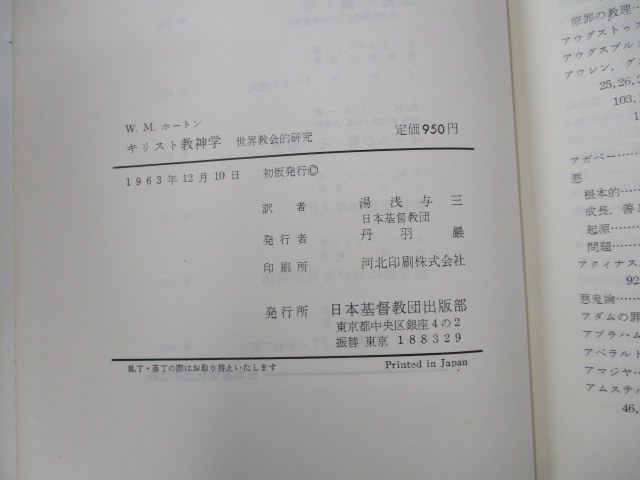 W. M. ホートン
キリスト教神学 世界教会的研究 定価950円
1963年12月10日 初版発行©
訳者 湯浅与三
日本基督教団
発行者 丹羽巖
印刷所 河北印刷株式会社
発行所 日本基督教団出版部
東京都中央区銀座4の2
振替 東京 188329
乱丁・落丁の際はお取り替えいたします Printed in Japan
原罪の教理…
アウグストゥス
アウグスブル
アウレン,グ
25, 26, 2
103, 1
1
アガペー…
悪
根本的…
成長,善と
起源…
問題…
アクィナス
92
悪鬼論…
アダムの罪
アブラハム
アベラルト
アマジヤ…
アムステル
46,